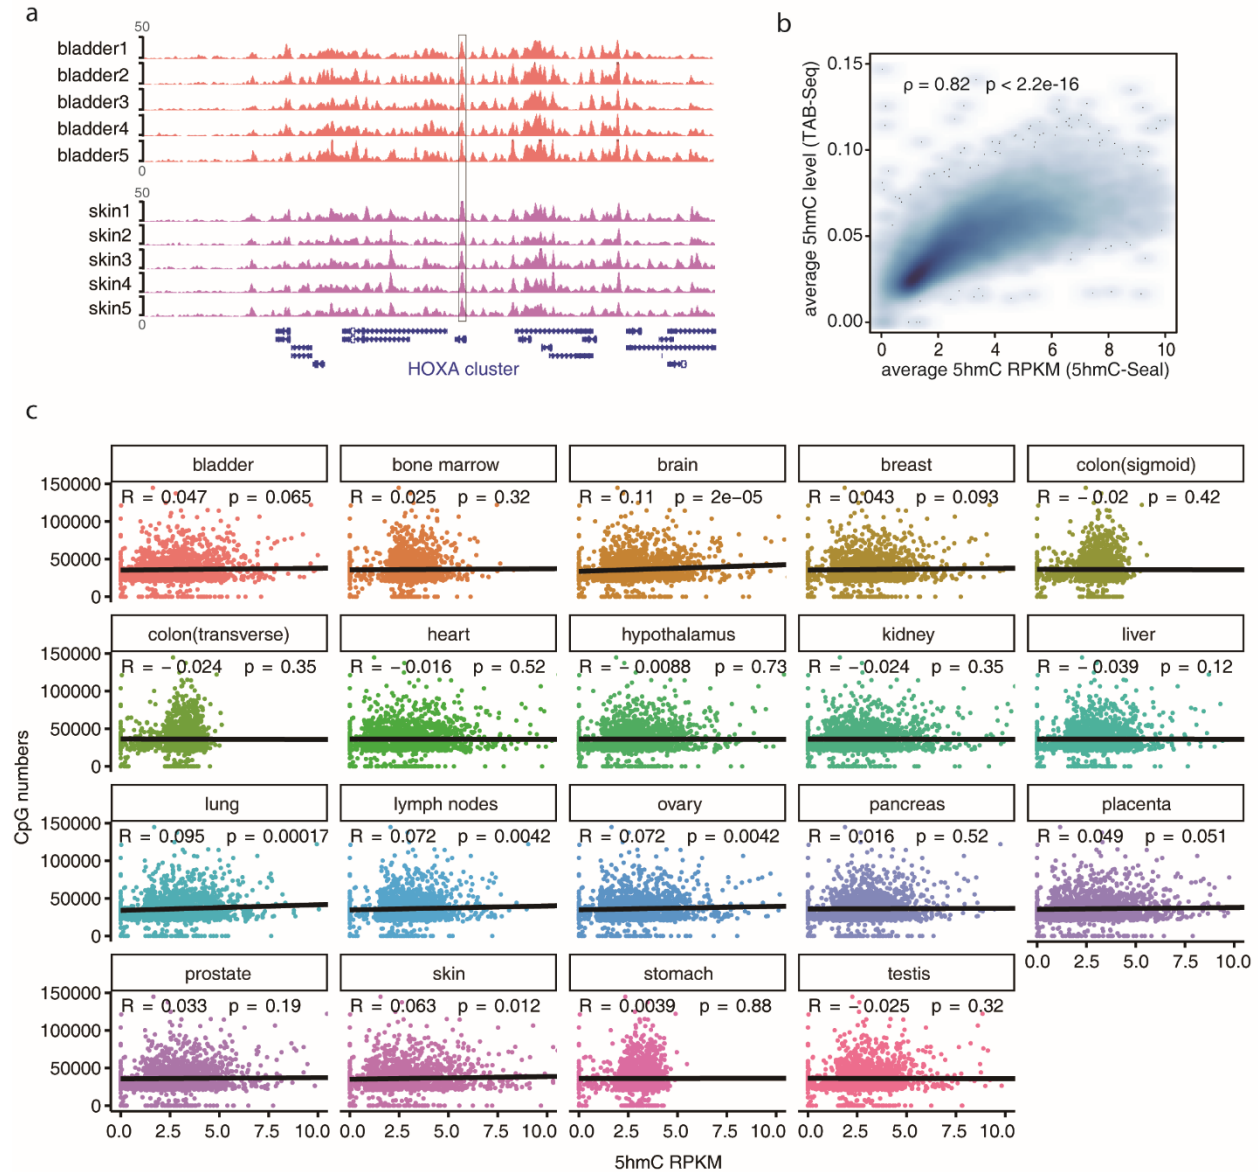 a
50
bladder1
bladder2
bladder3
bladder4
bladder5
0
50
skin1
skin2
skin3
skin4
skin5
0
HOXA cluster
b
ρ = 0.82 p < 2.2e-16
average 5hmC level (TAB-Seq)
0.15
0.10
0.05
0.00
0 2 4 6 8 10
average 5hmC RPKM (5hmC-Seal)
c
CpG numbers
bladder bone marrow brain breast colon(sigmoid)
R = 0.047 p = 0.065 R = 0.025 p = 0.32 R = 0.11 p = 2e-05 R = 0.043 p = 0.093 R = − 0.02 p = 0.42
150000
100000
50000
0
colon(transverse) heart hypothalamus kidney liver
R = − 0.024 p = 0.35 R = − 0.016 p = 0.52 R = − 0.0088 p = 0.73 R = − 0.024 p = 0.35 R = − 0.039 p = 0.12
150000
100000
50000
0
lung lymph nodes ovary pancreas placenta
R = 0.095 p = 0.00017 R = 0.072 p = 0.0042 R = 0.072 p = 0.0042 R = 0.016 p = 0.52 R = 0.049 p = 0.051
150000
100000
50000
0
0.0 2.5 5.0 7.5 10.0
prostate skin stomach testis
R = 0.033 p = 0.19 R = 0.063 p = 0.012 R = 0.0039 p = 0.88 R = − 0.025 p = 0.32
150000
100000
50000
0
0.0 2.5 5.0 7.5 10.0 0.0 2.5 5.0 7.5 10.0 2.5 5.0 7.5 10.0 0.0 2.5 5.0 7.5 10.0
5hmC RPKM